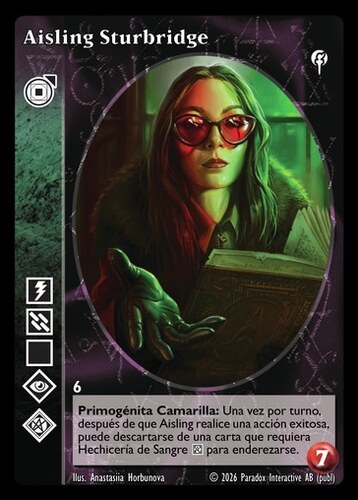 Aisling Sturbridge
6
Primogénita Camarilla: Una vez por turno,
después de que Aisling realice una acción exitosa,
puede descartarse de una carta que requiera
Hechicería de Sangre para enderezarse.
7
Illus. Anastasiia Horbunova
© 2026 Paradox Interactive AB (publ)